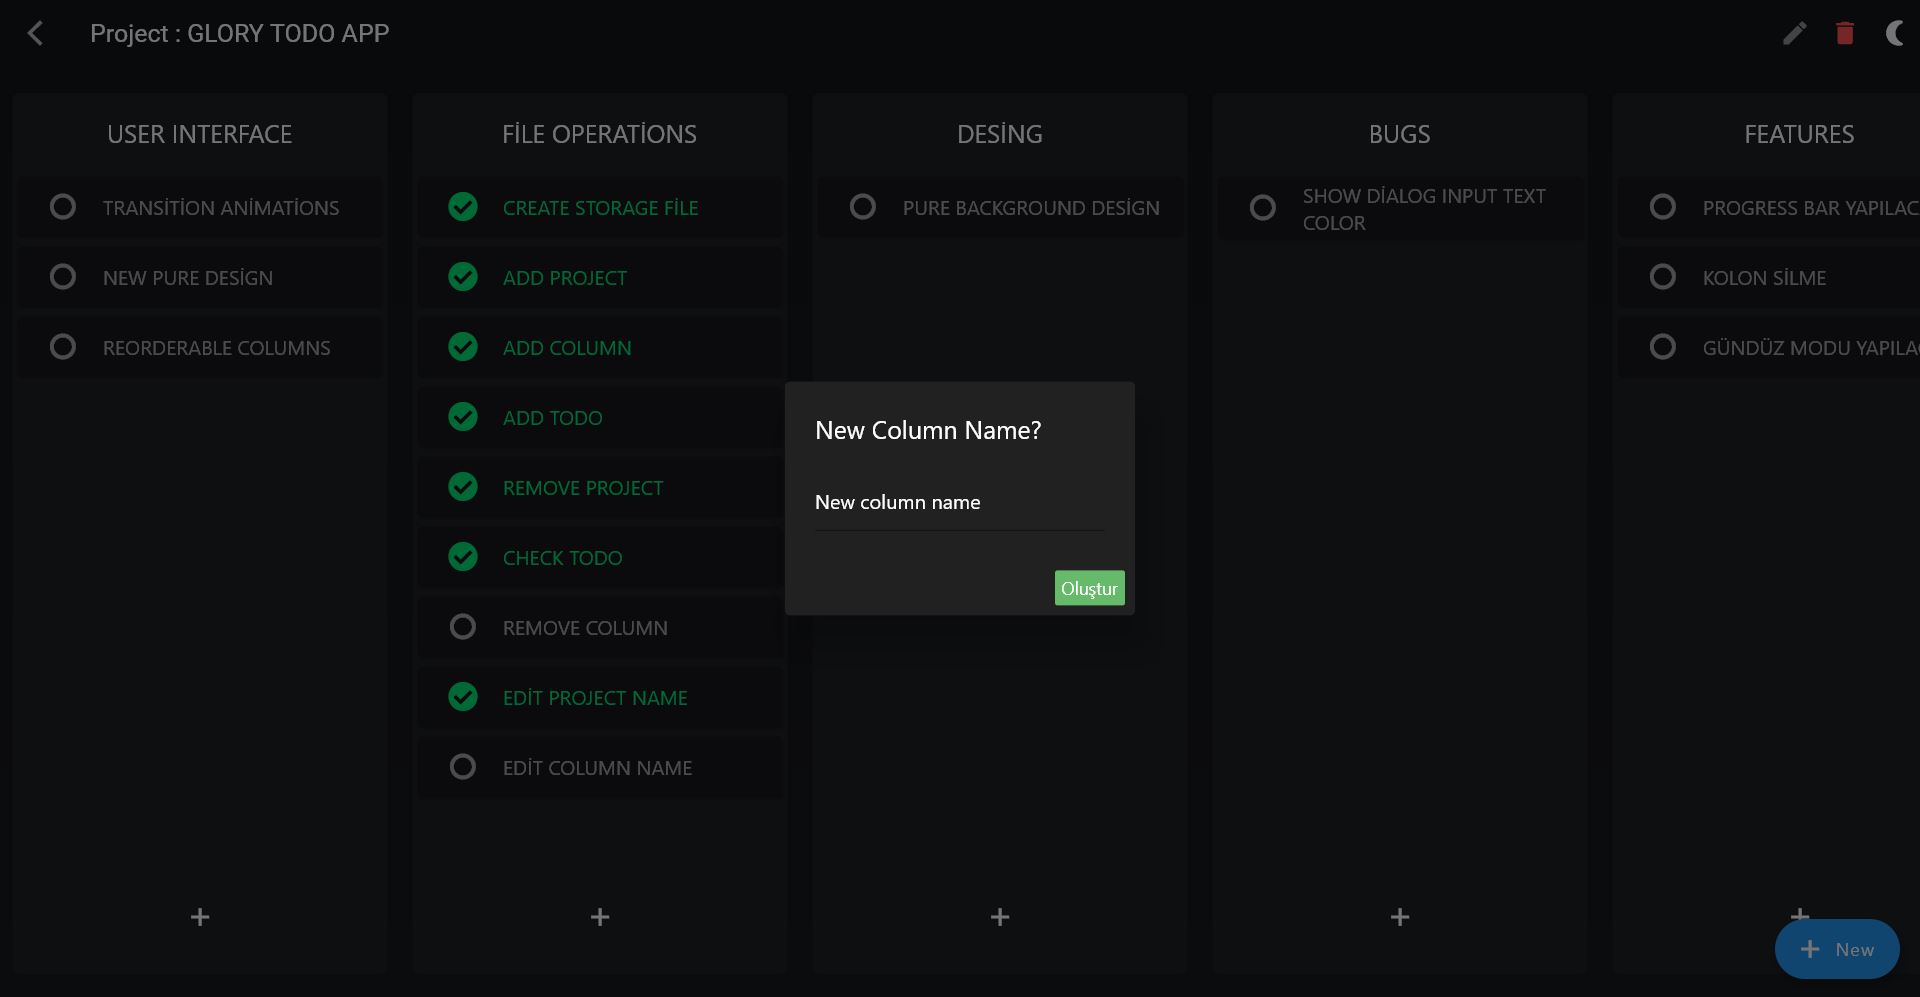 Project : GLORY TODO APP
USER INTERFACE
TRANSİTİON ANİMATİONS
NEW PURE DESİGN
REORDERABLE COLUMNS
FİLE OPERATİONS
CREATE STORAGE FİLE
ADD PROJECT
ADD COLUMN
ADD TODO
REMOVE PROJECT
CHECK TODO
REMOVE COLUMN
EDİT PROJECT NAME
EDİT COLUMN NAME
DESİNG
PURE BACKGROUND DESİGN
BUGS
SHOW DİALOG INPUT TEXT
COLOR
FEATURES
PROGRESS BAR YAPILAC
KOLON SİLME
GÜNDÜZ MODU YAPILA
New Column Name?
New column name
Oluştur
New